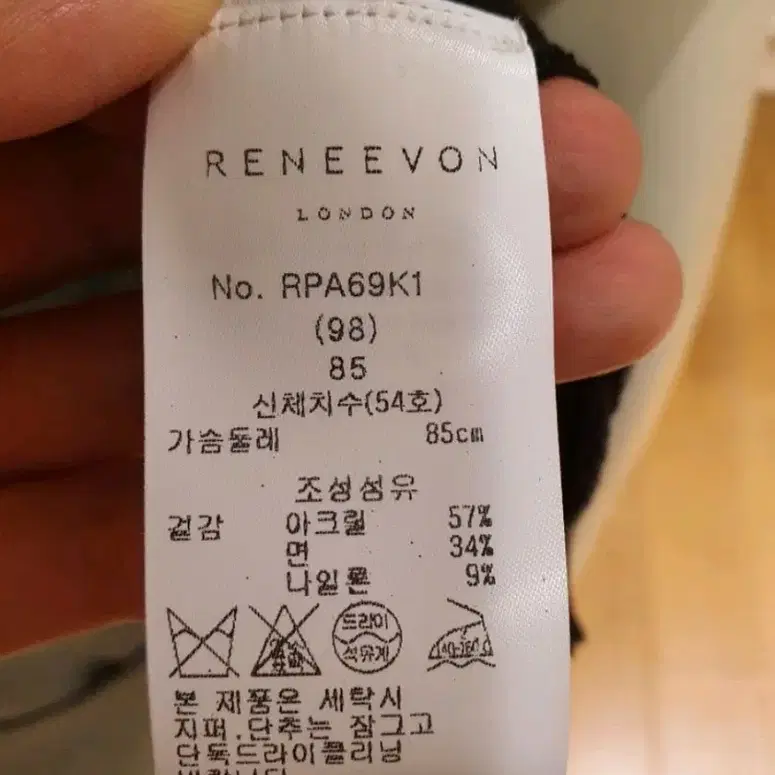 RENEEVON
LONDON
No. RPA69K1
(98)
85
신체치수(54호)
가슴둘레 85cm
조성섬유
겉감 아크릴 57%
면 34%
나일론 9%
드라이
석유계
본 제품은 세탁시
지퍼.단추는 잠그고
단독드라이클리닝